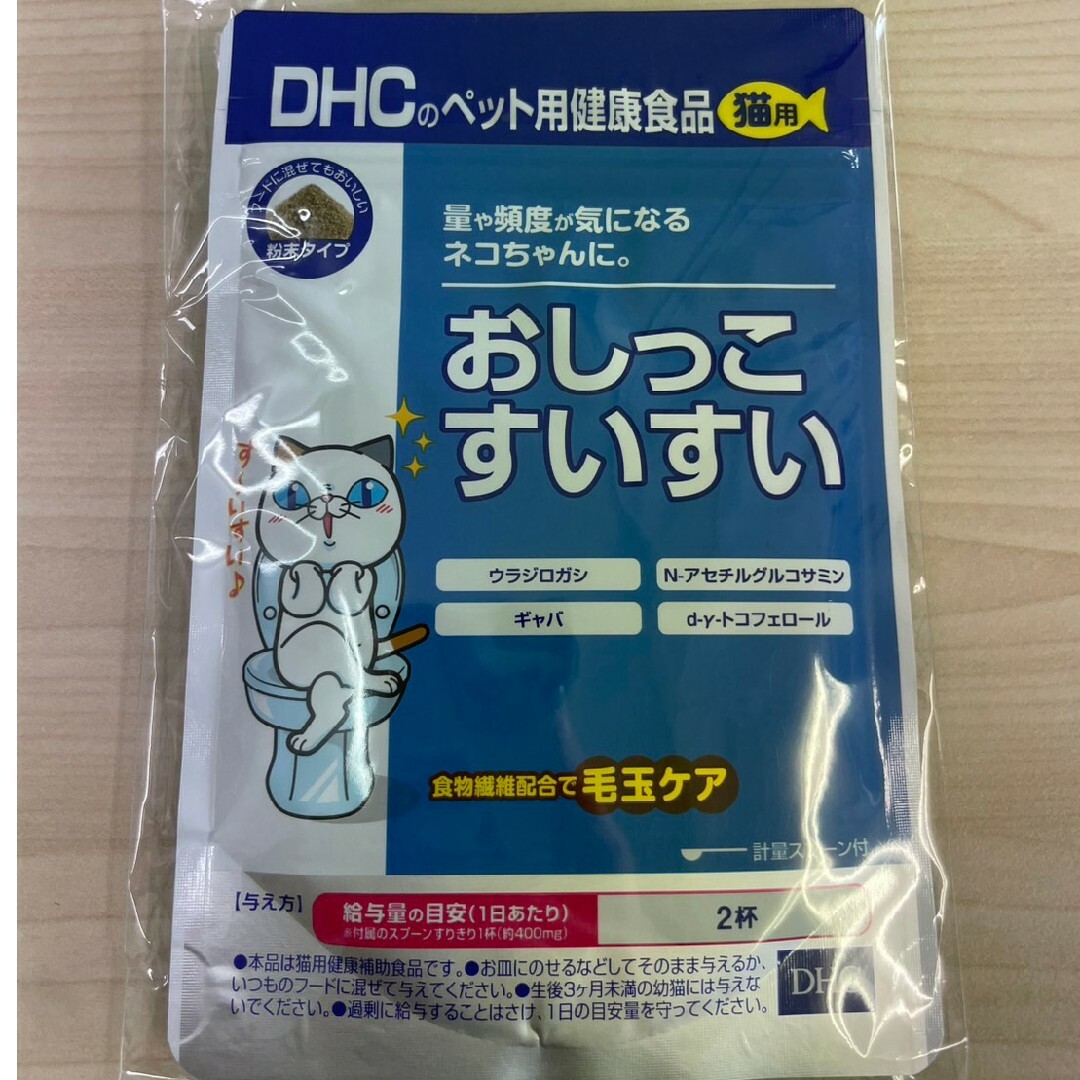 DHCのペット用健康食品 猫用
フードに混ぜてもおいしい
粉末タイプ
量や頻度が気になる
ネコちゃんに。
おしっこ
すいすい
すいすい♪
ウラジロガシ
N-アセチルグルコサミン
ギャバ
d-γ-トコフェロール
食物繊維配合で毛玉ケア
計量スプーン付
【与え方】
給与量の目安(1日あたり)
※付属のスプーンすりきり1杯(約400mg)
2杯
●本品は猫用健康補助食品です。●お皿にのせるなどしてそのまま与えるか、
いつものフードに混ぜて与えてください。●生後3ヶ月未満の幼猫には与えな
いでください。●過剰に給与することはさけ、1日の目安量を守ってください。
DHC